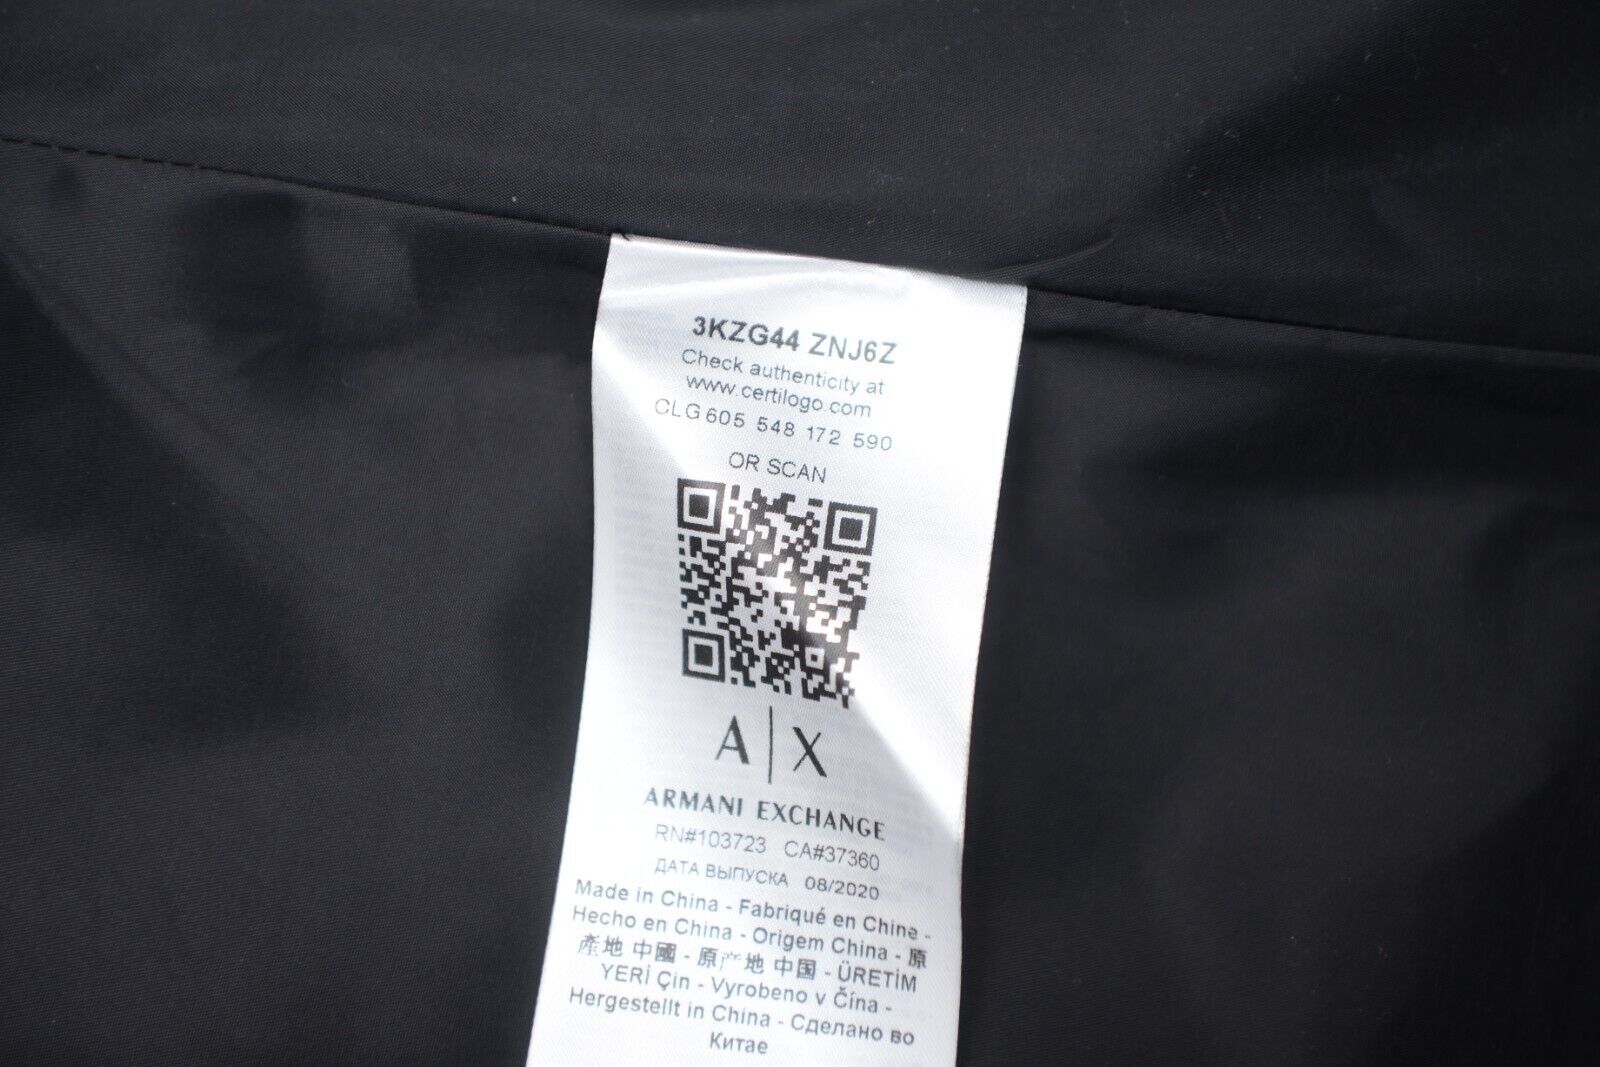 3KZG44 ZNJ6Z
Check authenticity at
www.certilogo.com
CLG 605 548 172 590
OR SCAN
A|X
ARMANI EXCHANGE
RN#103723 CA#37360
ДАТА ВЫПУСКА 08/2020
Made in China - Fabriqué en Chine -
Hecho en China - Origem China - 原
產地 中國 - 原产地 中国 - ÜRETİM
YERİ Çin - Vyrobeno v Čína -
Hergestellt in China - Сделано во
Китае